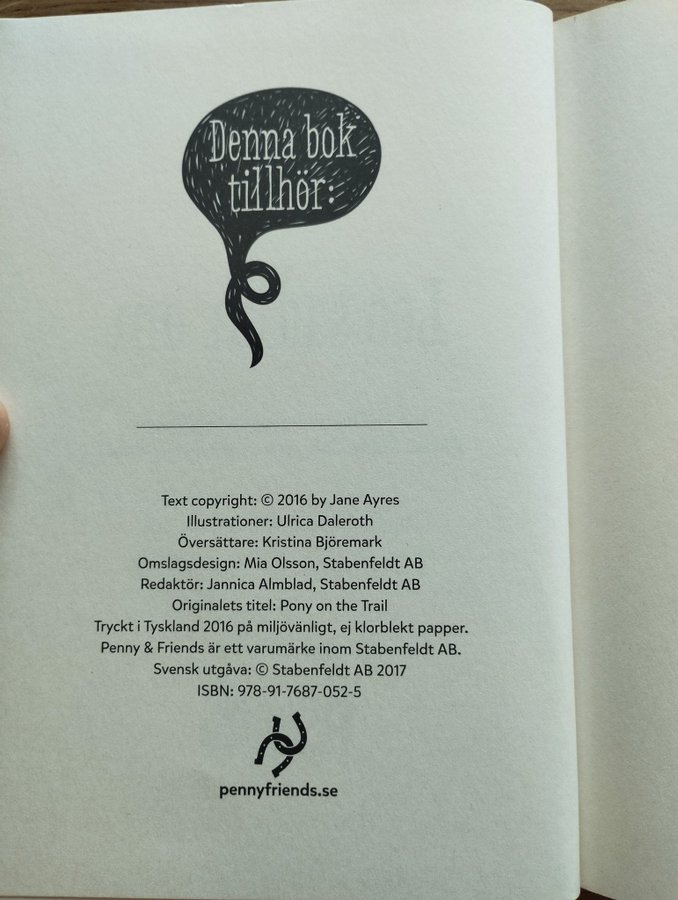 Denna bok
tillhör:
Text copyright: © 2016 by Jane Ayres
Illustrationer: Ulrica Daleroth
Översättare: Kristina Björemark
Omslagsdesign: Mia Olsson, Stabenfeldt AB
Redaktör: Jannica Almblad, Stabenfeldt AB
Originalets titel: Pony on the Trail
Tryckt i Tyskland 2016 på miljövänligt, ej klorblekt papper.
Penny & Friends är ett varumärke inom Stabenfeldt AB.
Svensk utgåva: © Stabenfeldt AB 2017
ISBN: 978-91-7687-052-5
pennyfriends.se